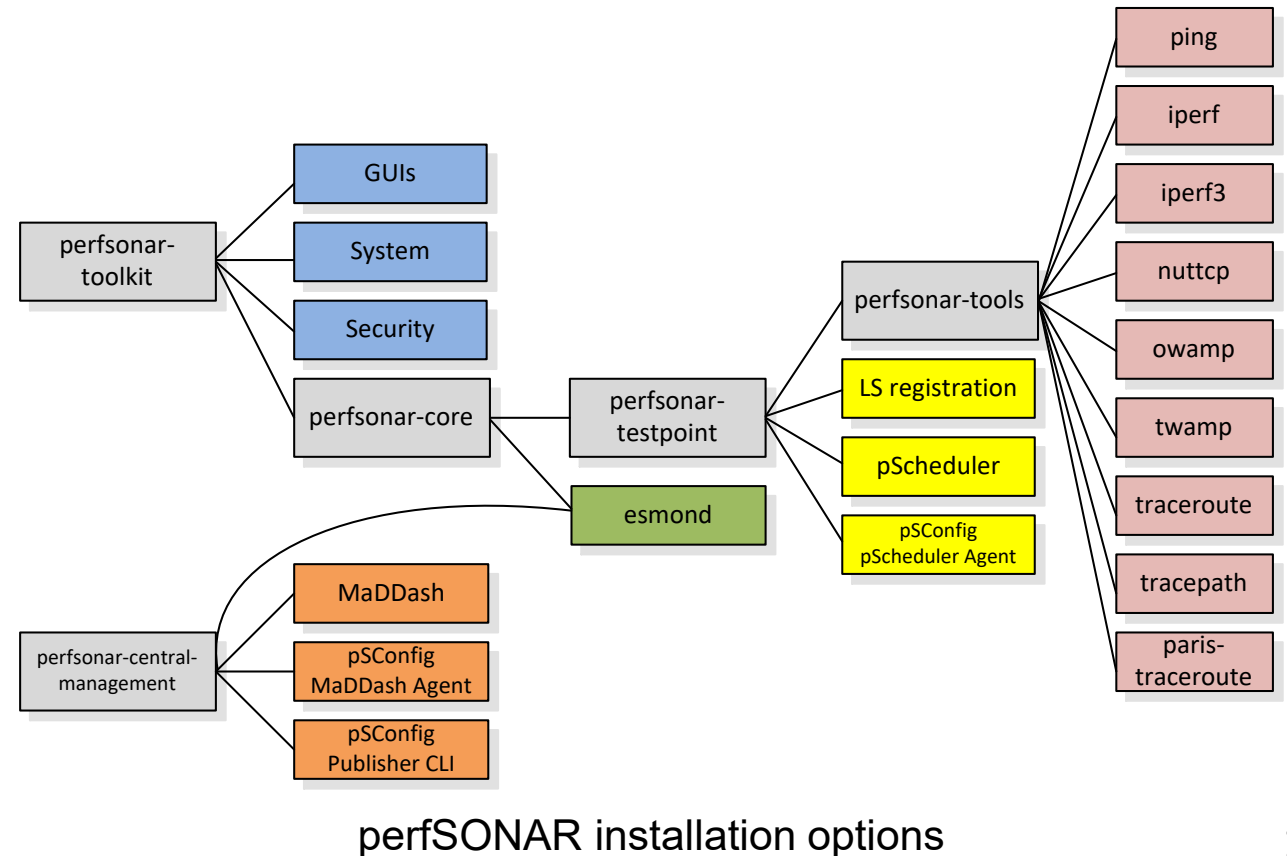 perfsonar-
toolkit
GUIs
System
Security
perfsonar-core
perfsonar-
testpoint
esmond
perfsonar-tools
LS registration
pScheduler
pSConfig
pScheduler Agent
ping
iperf
iperf3
nuttcp
owamp
twamp
traceroute
tracepath
paris-
traceroute
perfsonar-central-
management
MaDDash
pSConfig
MaDDash Agent
pSConfig
Publisher CLI
perfSONAR installation options